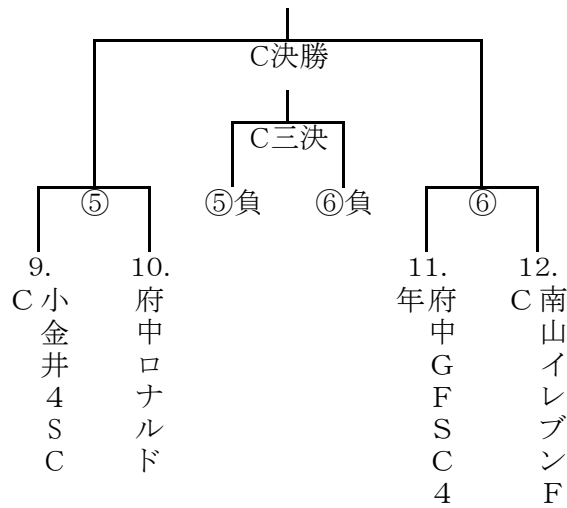 C決勝
C三決
⑤
⑤負
⑥負
⑥
9.
10.
11.
12.
小金井４ＳＣ
Ｃ
府中ロナルド
府中ＧＦＳＣ４
年
南山イレブンＦ
Ｃ